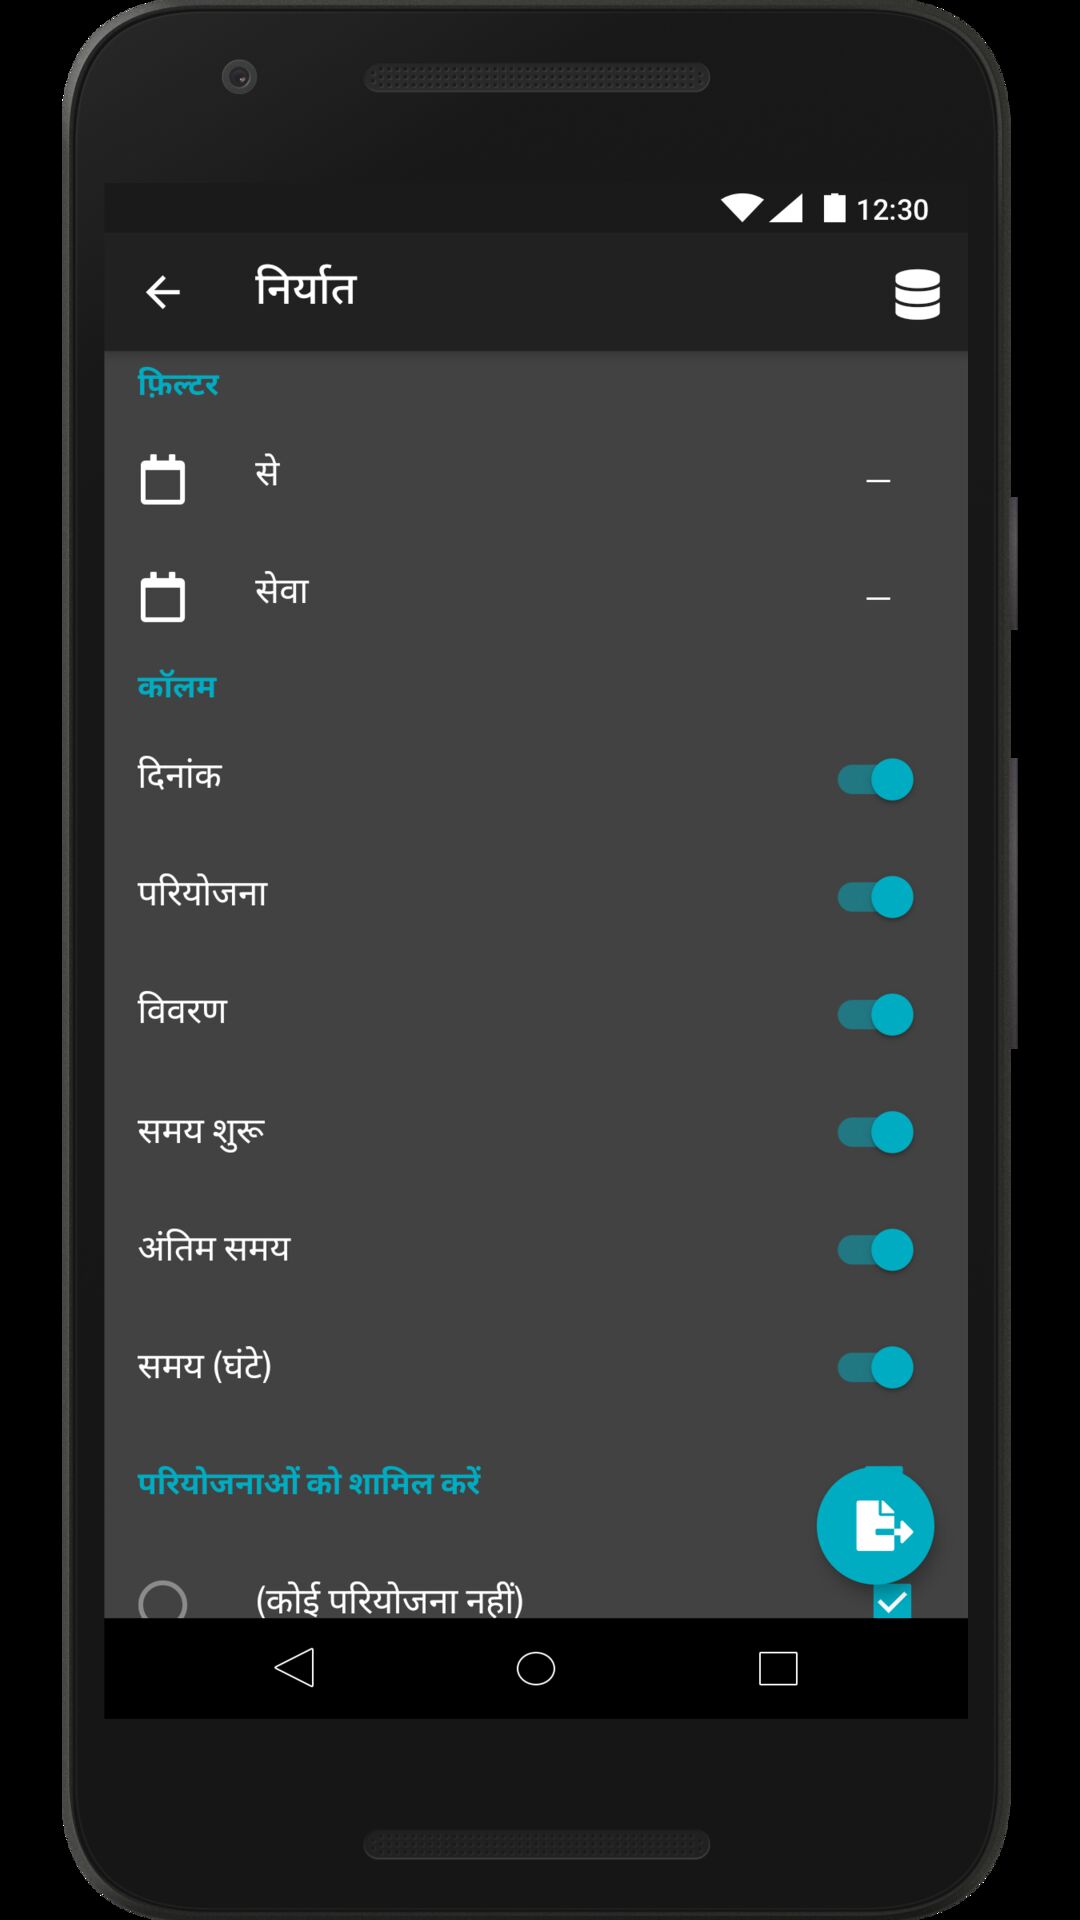 12:30
निर्यात
फ़िल्टर
से –
सेवा –
कॉलम
दिनांक
परियोजना
विवरण
समय शुरू
अंतिम समय
समय (घंटे)
परियोजनाओं को शामिल करें
(कोई परियोजना नहीं)